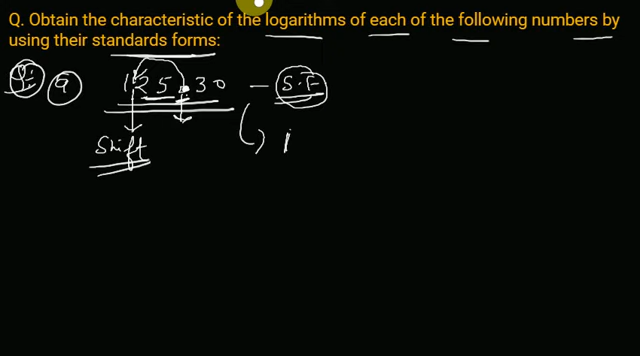 Q. Obtain the characteristic of the logarithms of each of the following numbers by
using their standards forms:
a 125.30 – S.F
Shift 1